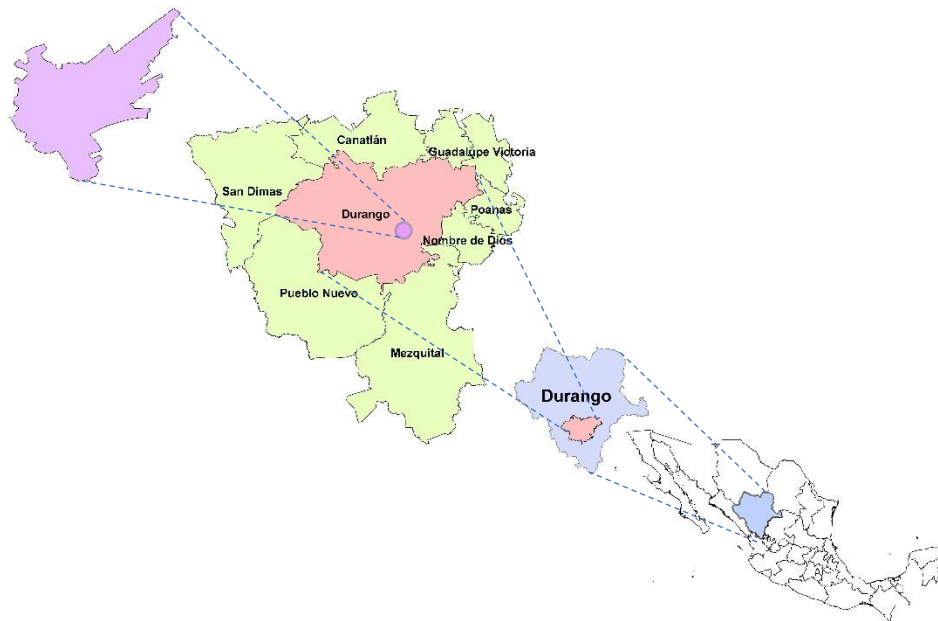 Canatlán
Guadalupe Victoria
San Dimas
Poanas
Durango
Nombre de Dios
Pueblo Nuevo
Mezquital
Durango